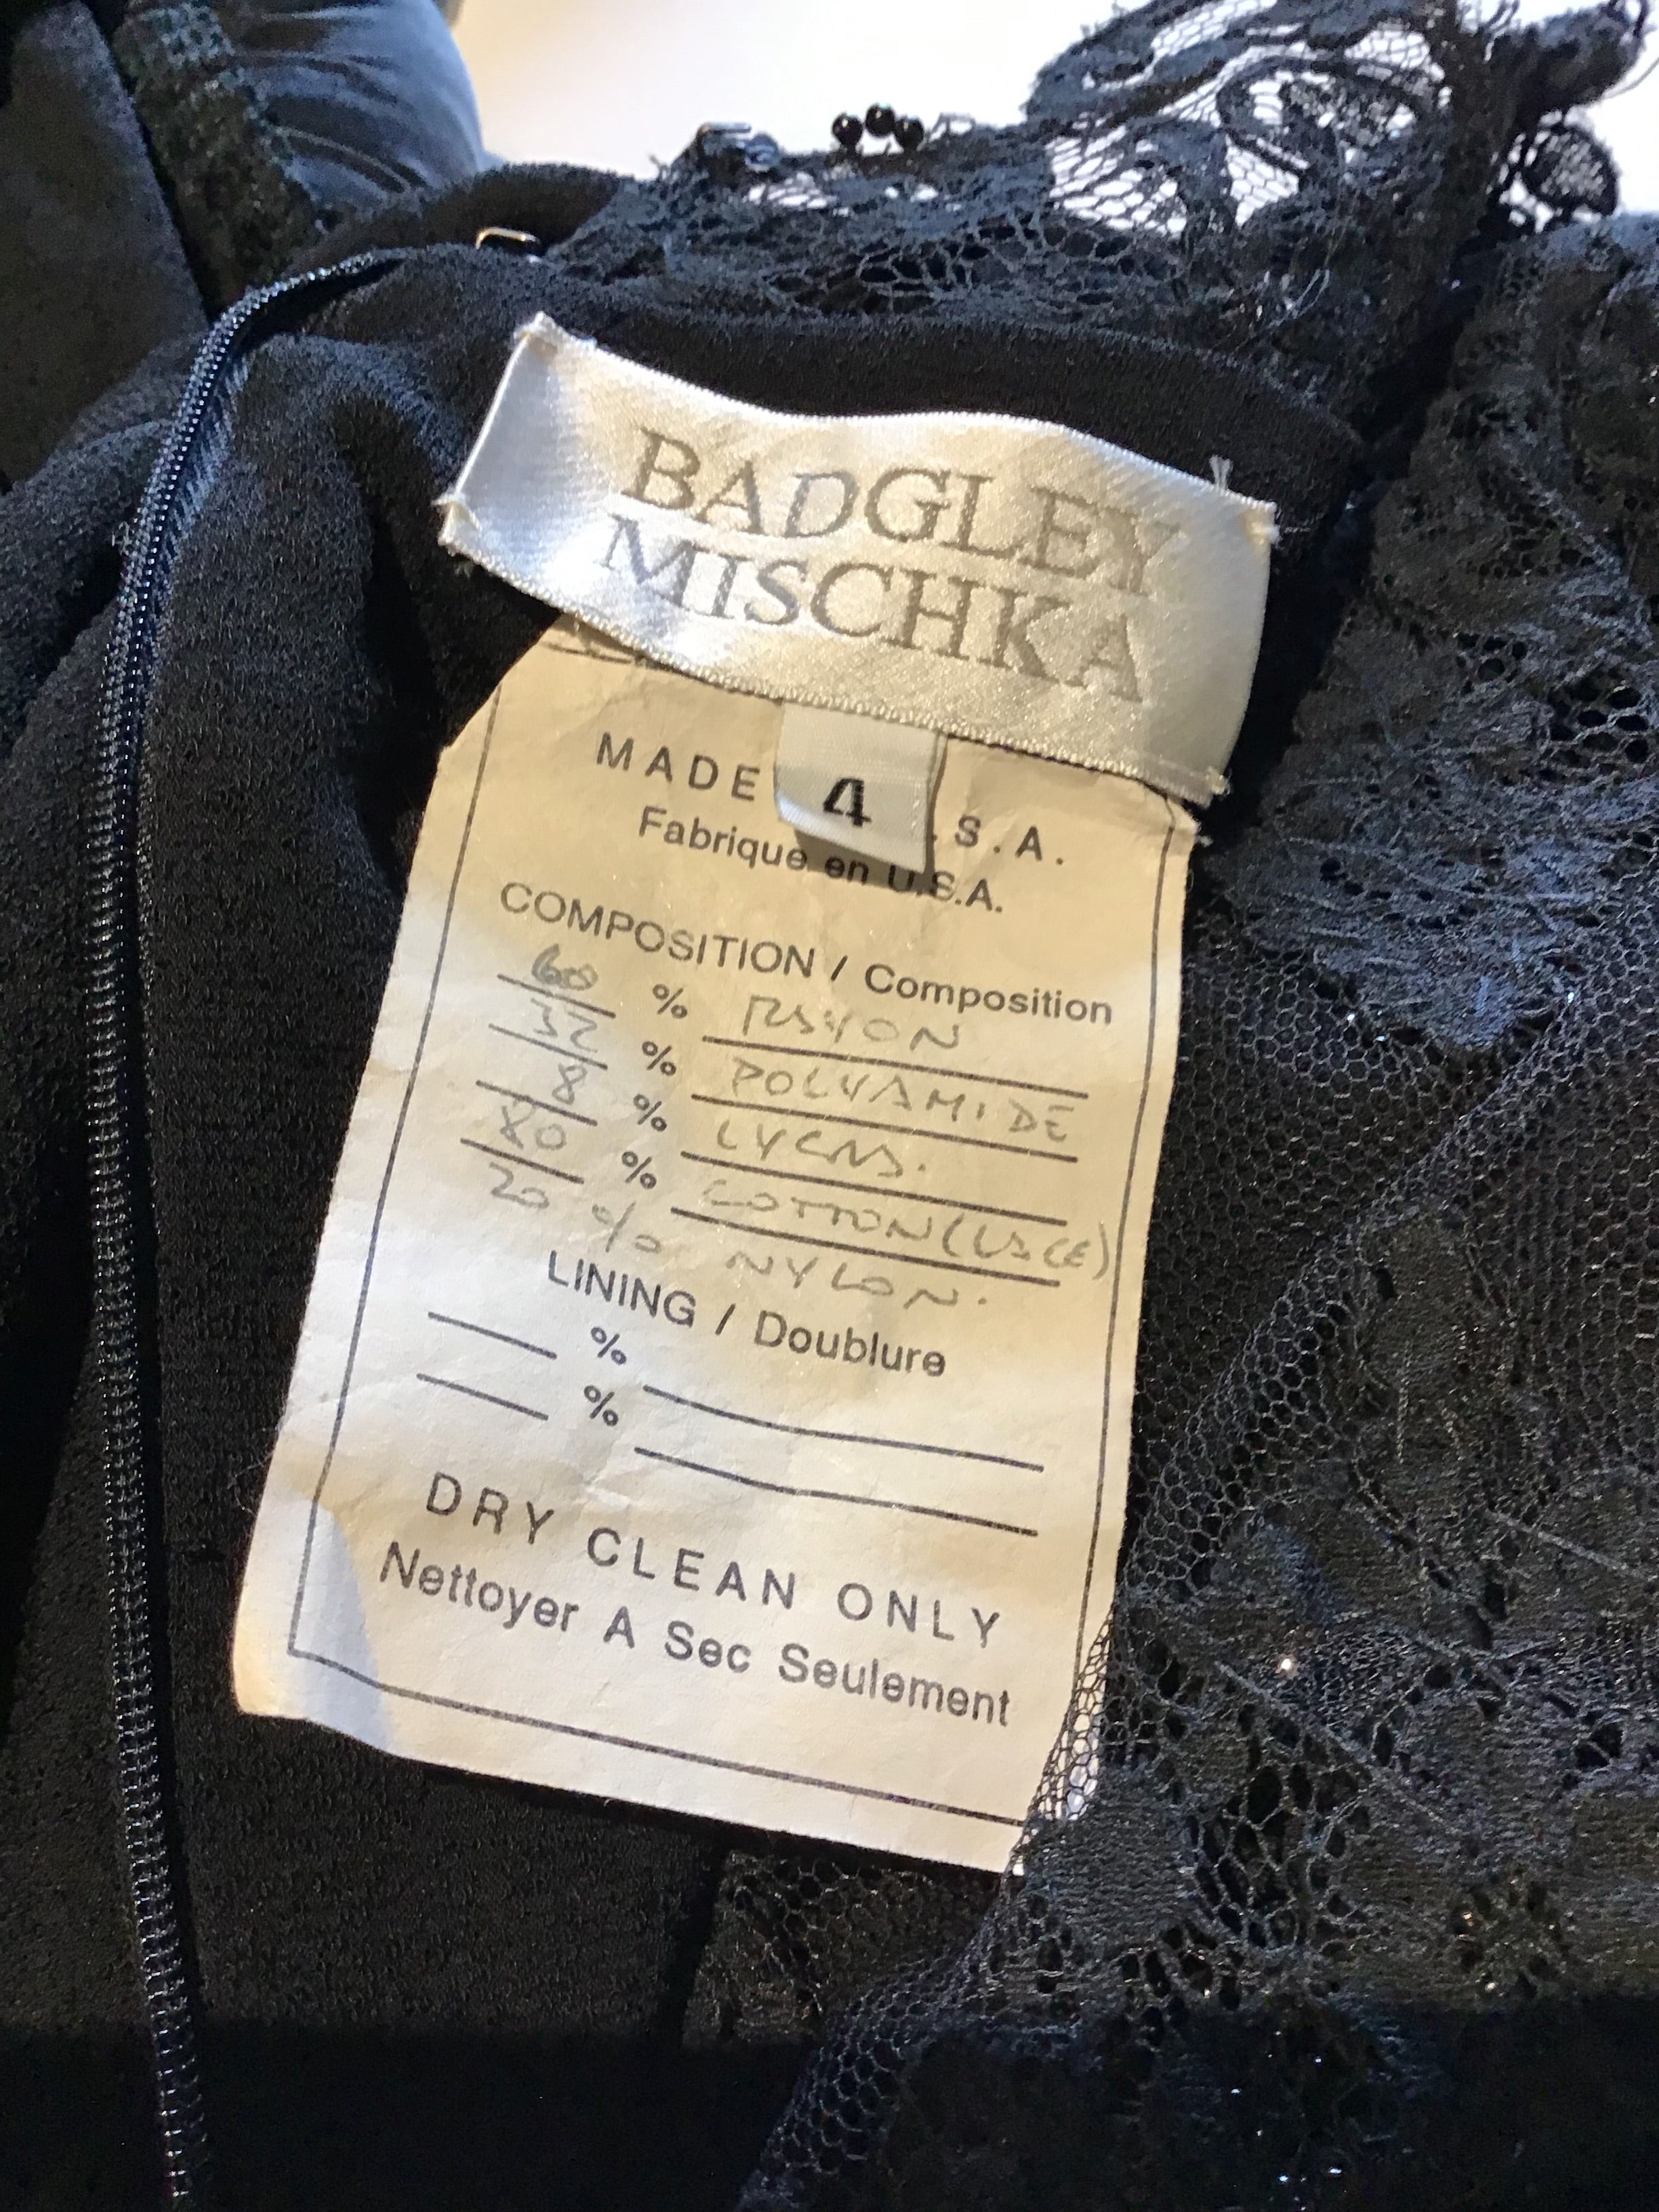 BADGLEY
MISCHKA
4
MADE .S.A.
Fabrique en U.S.A.
COMPOSITION / Composition
60 % RAYON
% POLYAMIDE
8 % LYCRA.
80 % COTTON (LACE)
20 % NYLON.
LINING / Doublure
%
%
DRY CLEAN ONLY
Nettoyer A Sec Seulement